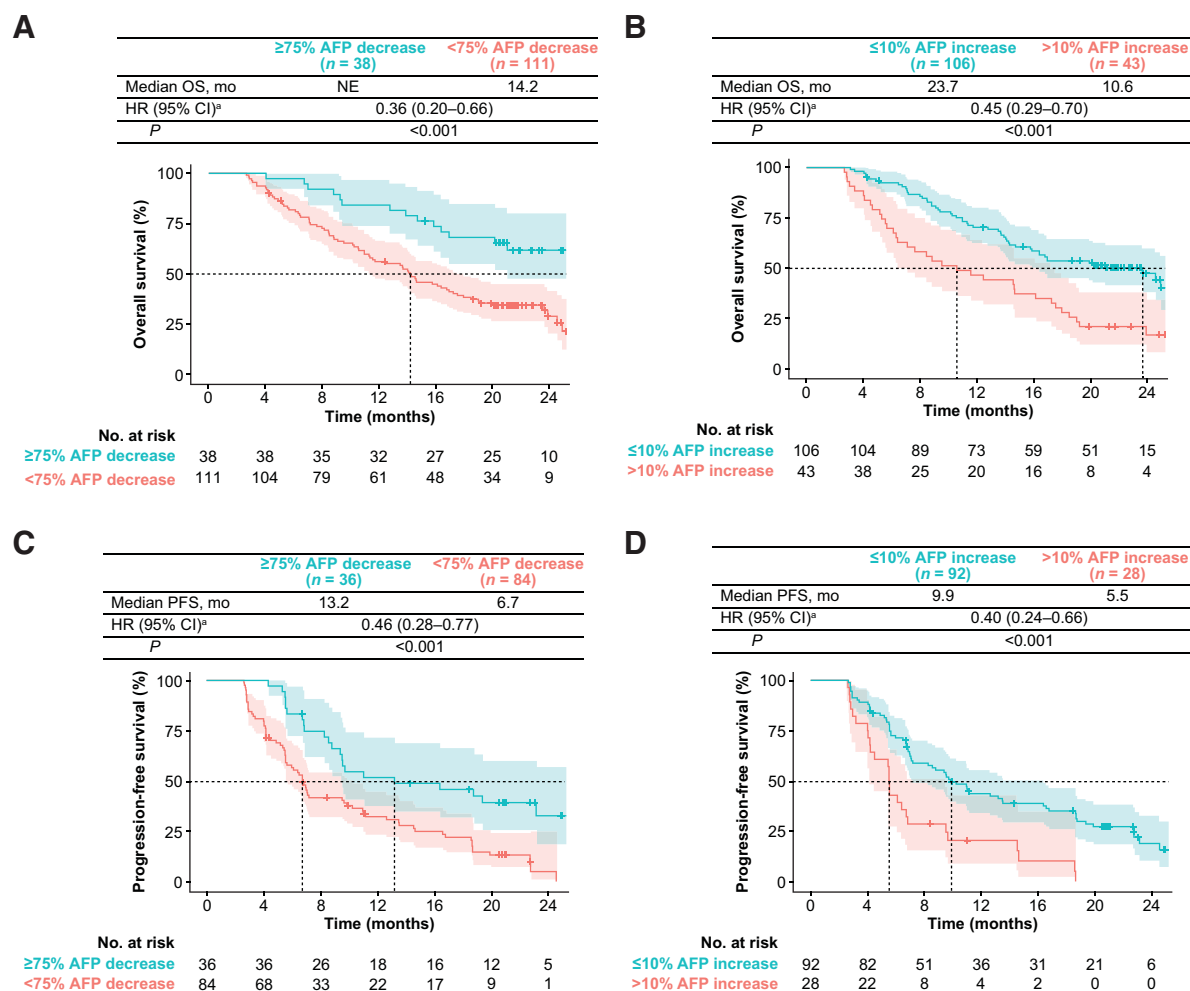 A
≥75% AFP decrease <75% AFP decrease
(n = 38) (n = 111)
Median OS, mo NE 14.2
HR (95% CI)ᵃ 0.36 (0.20–0.66)
P <0.001
Overall survival (%)
100
75
50
25
0
0 4 8 12 16 20 24
Time (months)
No. at risk
≥75% AFP decrease 38 38 35 32 27 25 10
<75% AFP decrease 111 104 79 61 48 34 9
B
≤10% AFP increase >10% AFP increase
(n = 106) (n = 43)
Median OS, mo 23.7 10.6
HR (95% CI)ᵃ 0.45 (0.29–0.70)
P <0.001
Overall survival (%)
100
75
50
25
0
0 4 8 12 16 20 24
Time (months)
No. at risk
≤10% AFP increase 106 104 89 73 59 51 15
>10% AFP increase 43 38 25 20 16 8 4
C
≥75% AFP decrease <75% AFP decrease
(n = 36) (n = 84)
Median PFS, mo 13.2 6.7
HR (95% CI)ᵃ 0.46 (0.28–0.77)
P <0.001
Progression-free survival (%)
100
75
50
25
0
0 4 8 12 16 20 24
Time (months)
No. at risk
≥75% AFP decrease 36 36 26 18 16 12 5
<75% AFP decrease 84 68 33 22 17 9 1
D
≤10% AFP increase >10% AFP increase
(n = 92) (n = 28)
Median PFS, mo 9.9 5.5
HR (95% CI)ᵃ 0.40 (0.24–0.66)
P <0.001
Progression-free survival (%)
100
75
50
25
0
0 4 8 12 16 20 24
Time (months)
No. at risk
≤10% AFP increase 92 82 51 36 31 21 6
>10% AFP increase 28 22 8 4 2 0 0